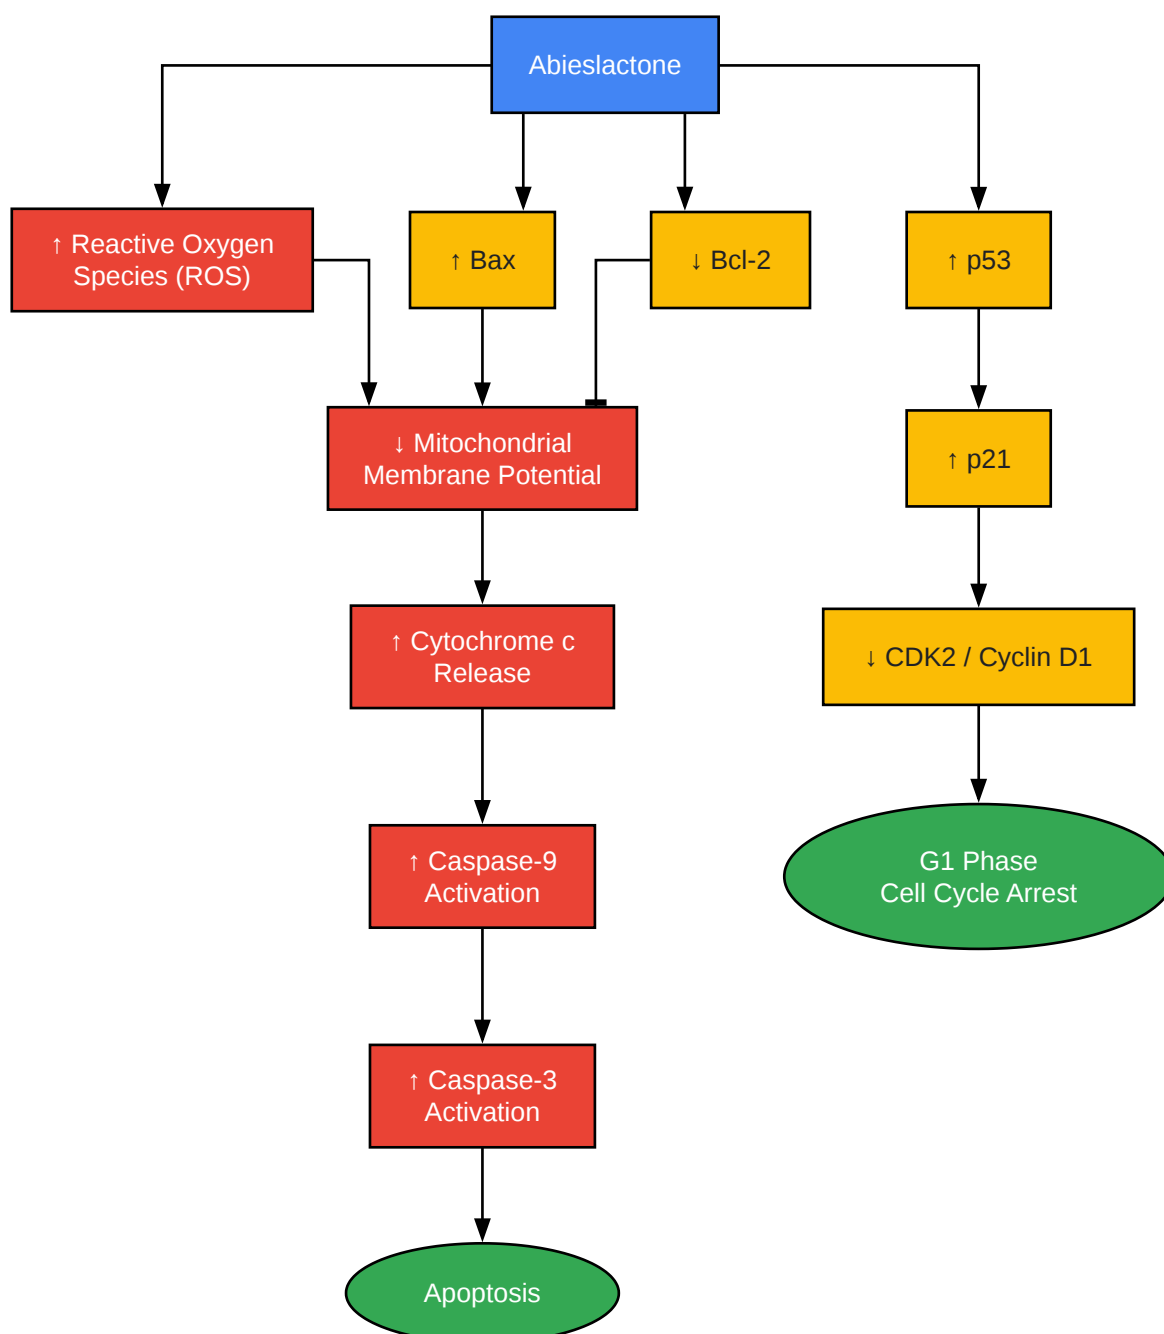 Abieslactone
↑ Reactive Oxygen
Species (ROS)
↑ Bax
↓ Bcl-2
↑ p53
↓ Mitochondrial
Membrane Potential
↑ p21
↑ Cytochrome c
Release
↓ CDK2 / Cyclin D1
↑ Caspase-9
Activation
G1 Phase
Cell Cycle Arrest
↑ Caspase-3
Activation
Apoptosis